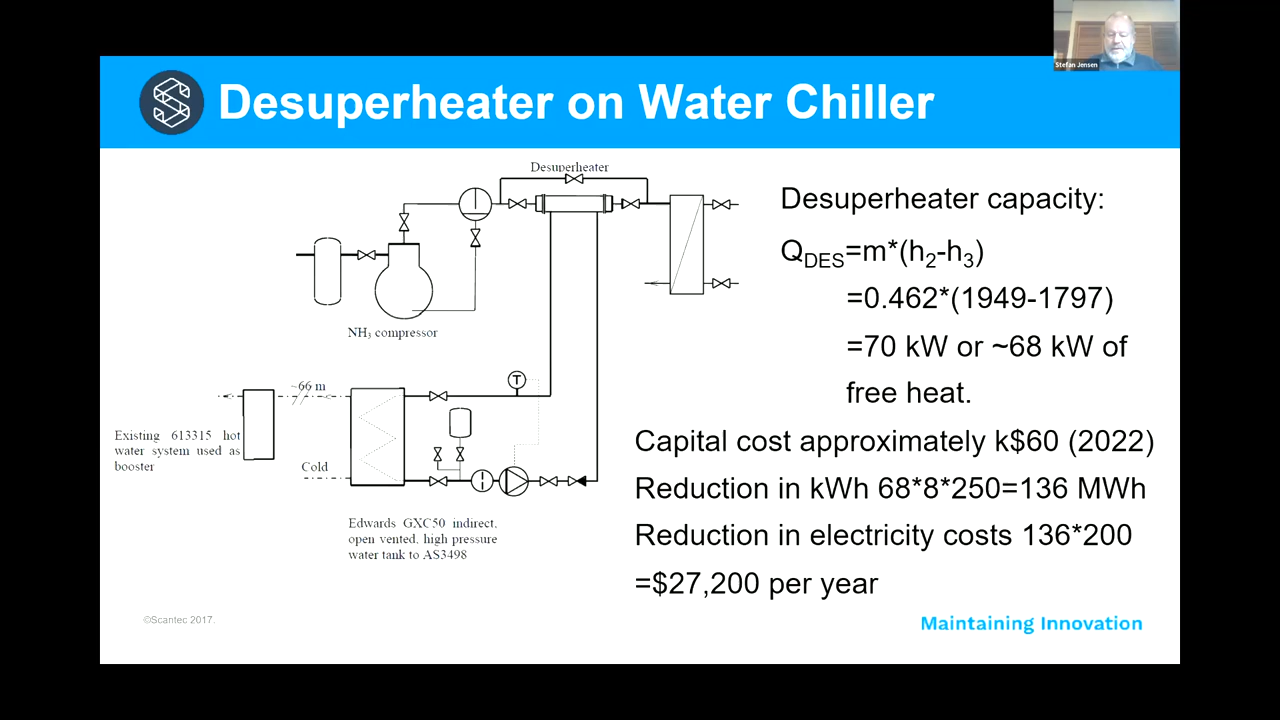 Stefan Jensen
Desuperheater on Water Chiller
Desuperheater
NH3 compressor
~66 m
Existing 613315 hot
water system used as
booster
Cold
T
Edwards GXC50 indirect,
open vented, high pressure
water tank to AS3498
Desuperheater capacity:
QDES=m*(h2-h3)
=0.462*(1949-1797)
=70 kW or ~68 kW of
free heat.
Capital cost approximately k$60 (2022)
Reduction in kWh 68*8*250=136 MWh
Reduction in electricity costs 136*200
=$27,200 per year
©Scantec 2017.
Maintaining Innovation